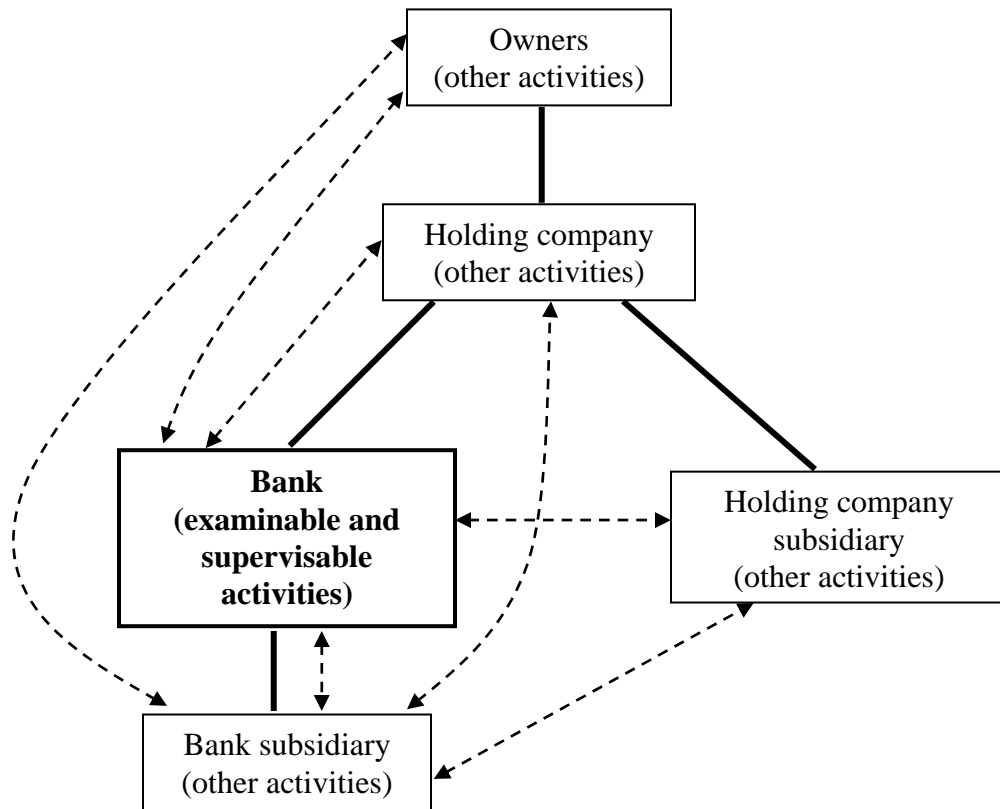 Owners
(other activities)
Holding company
(other activities)
Bank
(examinable and
supervisable
activities)
Holding company
subsidiary
(other activities)
Bank subsidiary
(other activities)